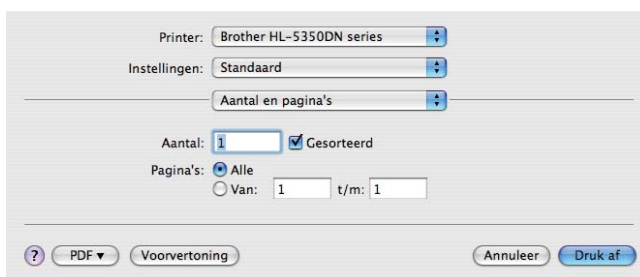 Printer: Brother HL-5350DN series
Instellingen: Standaard
Aantal en pagina's
Aantal: 1 Gesorteerd
Pagina's: Alle
Van: 1 t/m: 1
? PDF▼ Voorvertoning Annuleer Druk af